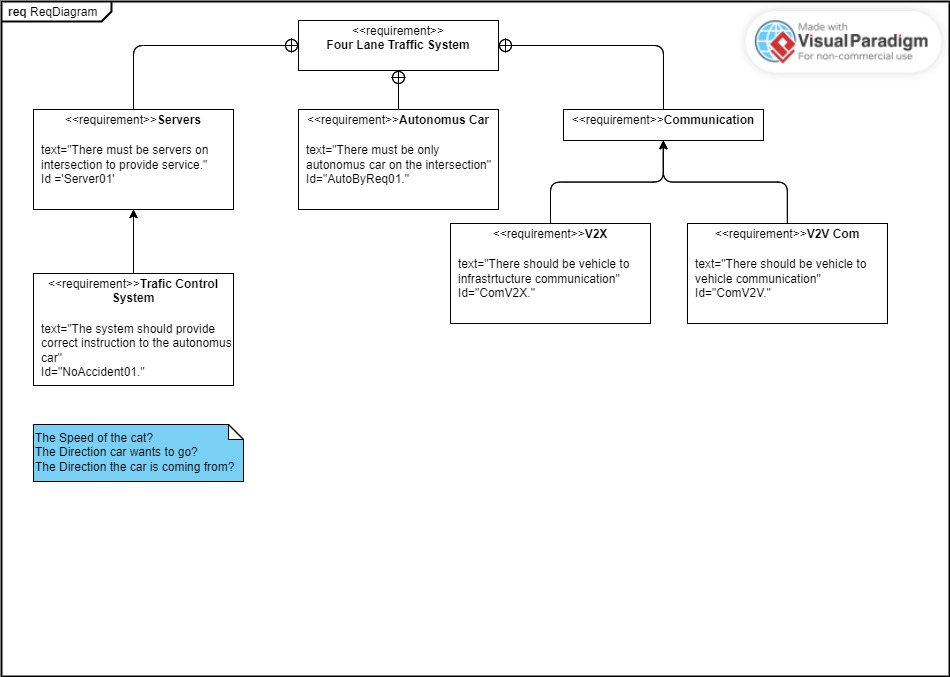 req ReqDiagram
<<requirement>>
Four Lane Traffic System
Made with
Visual Paradigm
For non-commercial use
<<requirement>>Servers
text="There must be servers on
intersection to provide service."
Id ='Server01'
<<requirement>>Autonomus Car
text="There must be only
autonomus car on the intersection"
Id="AutoByReq01."
<<requirement>>Communication
<<requirement>>V2X
text="There should be vehicle to
infrastrtucture communication"
Id="ComV2X."
<<requirement>>V2V Com
text="There should be vehicle to
vehicle communication"
Id="ComV2V."
<<requirement>>Trafic Control
System
text="The system should provide
correct instruction to the autonomus
car"
Id="NoAccident01."
The Speed of the cat?
The Direction car wants to go?
The Direction the car is coming from?